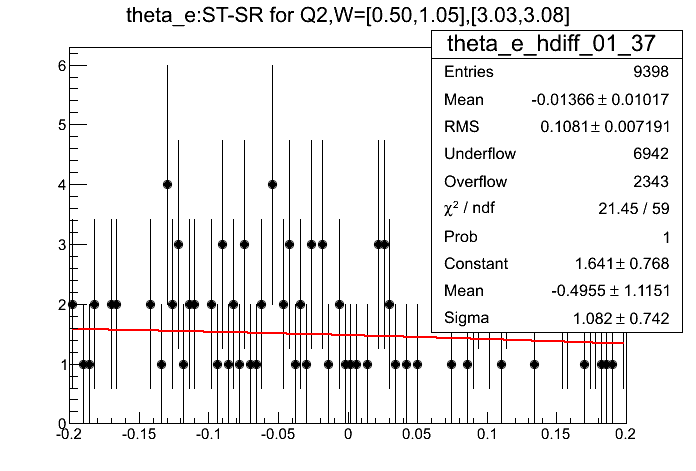 theta_e:ST-SR for Q2,W=[0.50,1.05],[3.03,3.08]
theta_e_hdiff_01_37
Entries 9398
Mean -0.01366 ± 0.01017
RMS 0.1081 ± 0.007191
Underflow 6942
Overflow 2343
χ² / ndf 21.45 / 59
Prob 1
Constant 1.641 ± 0.768
Mean -0.4955 ± 1.1151
Sigma 1.082 ± 0.742
6
5
4
3
2
1
0
-0.2 -0.15 -0.1 -0.05 0 0.05 0.1 0.15 0.2